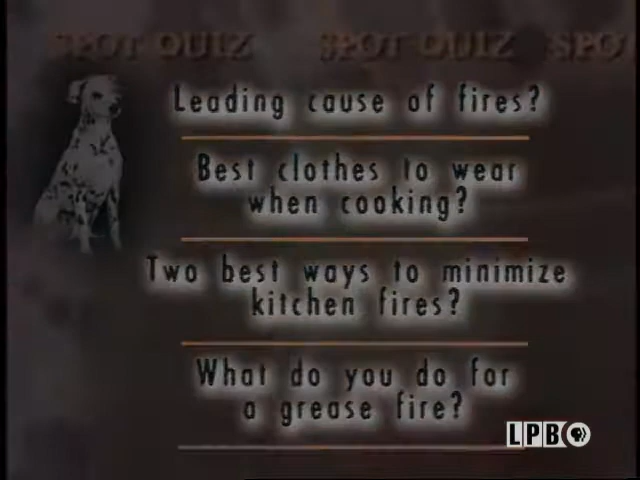 SPOT QUIZ SPOT QUIZ SPO
Leading cause of fires?
Best clothes to wear
when cooking?
Two best ways to minimize
kitchen fires?
What do you do for
a grease fire?
LPB